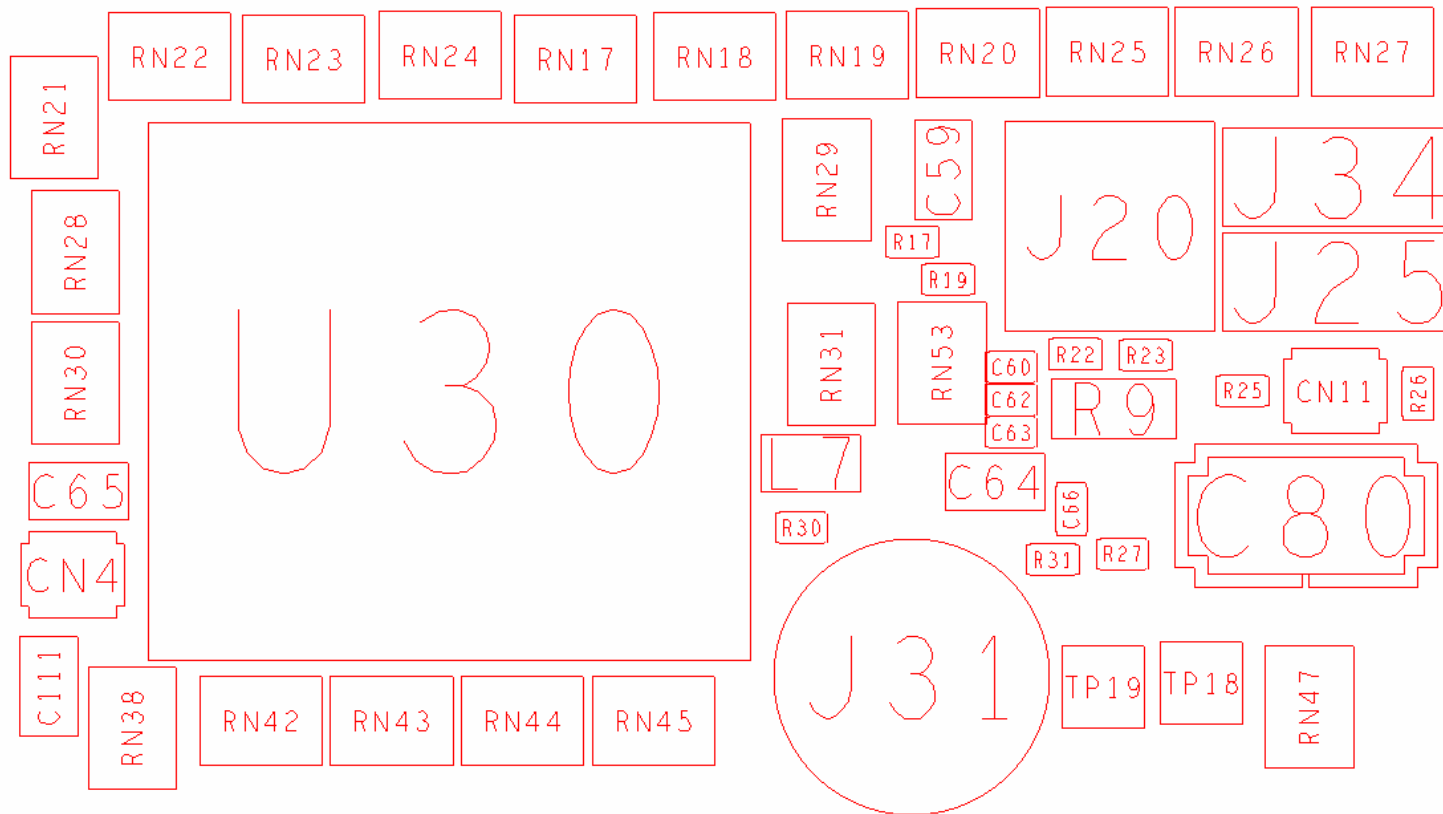 RN22 RN23 RN24 RN17 RN18 RN19 RN20 RN25 RN26 RN27
RN21
RN29
C59
J34
J20
R17
RN28
R19
J25
U30
RN31
RN53
R22 R23
C60
RN30
C62
R9
R25
CN11
R26
C63
L7
C65
C64
C66
C80
R30
R31 R27
CN4
J31
C111
TP19 TP18
RN47
RN38
RN42 RN43 RN44 RN45